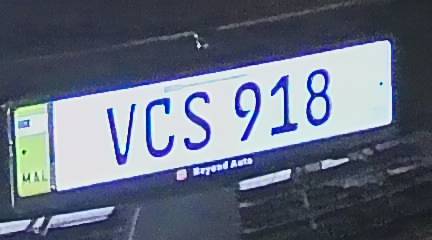 VCS 918
MAL
Beyond Auto